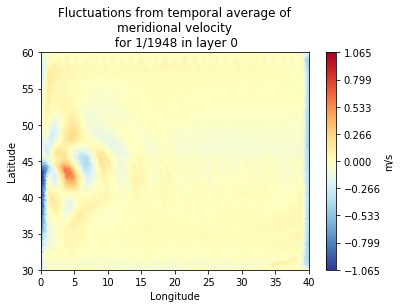 Fluctuations from temporal average of
meridional velocity
for 1/1948 in layer 0
60
55
50
45
40
35
30
Latitude
0 5 10 15 20 25 30 35 40
Longitude
1.065
0.799
0.533
0.266
0.000
−0.266
−0.533
−0.799
−1.065
m/s